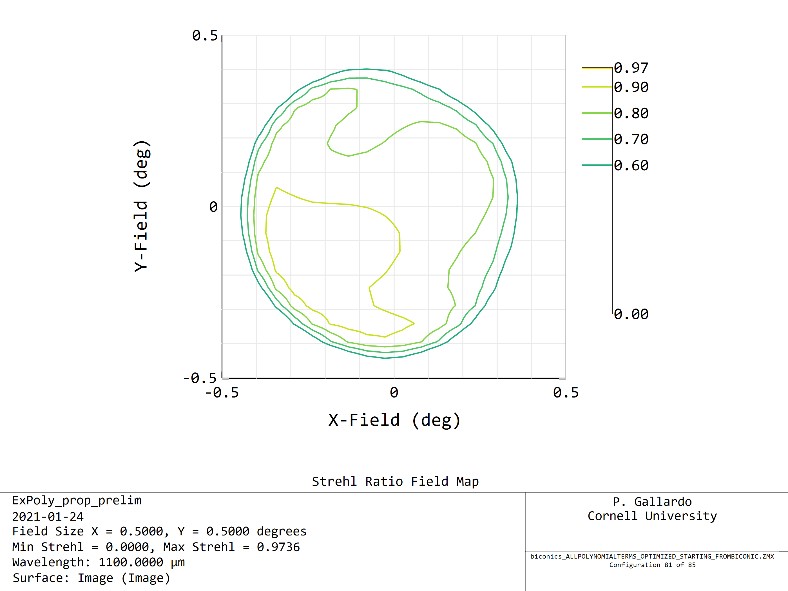 0.5
0
-0.5
-0.5
0
0.5
Y-Field (deg)
X-Field (deg)
0.97
0.90
0.80
0.70
0.60
0.00
Strehl Ratio Field Map
ExPoly_prop_prelim
2021-01-24
Field Size X = 0.5000, Y = 0.5000 degrees
Min Strehl = 0.0000, Max Strehl = 0.9736
Wavelength: 1100.0000 µm
Surface: Image (Image)
P. Gallardo
Cornell University
biconics_ALLPOLYNOMIALTERMS_OPTIMIZED_STARTING_FROMBICONIC.ZMX
Configuration 81 of 85